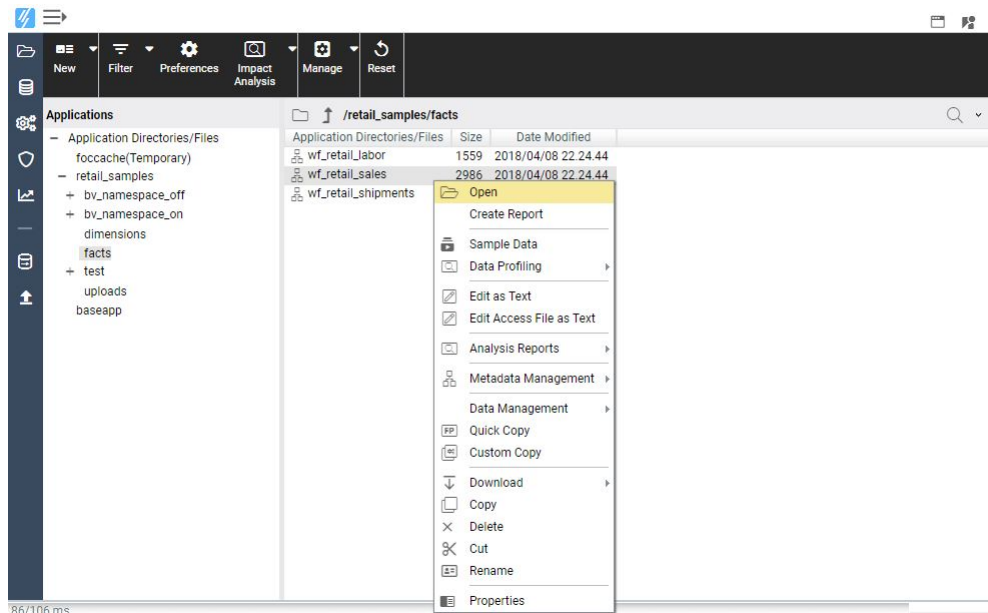 New
Filter
Preferences
Impact
Analysis
Manage
Reset
Applications
Application Directories/Files
foccache(Temporary)
retail_samples
bv_namespace_off
bv_namespace_on
dimensions
facts
test
uploads
baseapp
/retail_samples/facts
Application Directories/Files Size Date Modified
wf_retail_labor 1559 2018/04/08 22.24.44
wf_retail_sales 2986 2018/04/08 22.24.44
wf_retail_shipments
Open
Create Report
Sample Data
Data Profiling
Edit as Text
Edit Access File as Text
Analysis Reports
Metadata Management
Data Management
FP Quick Copy
Custom Copy
Download
Copy
Delete
Cut
Rename
Properties
86/106 ms